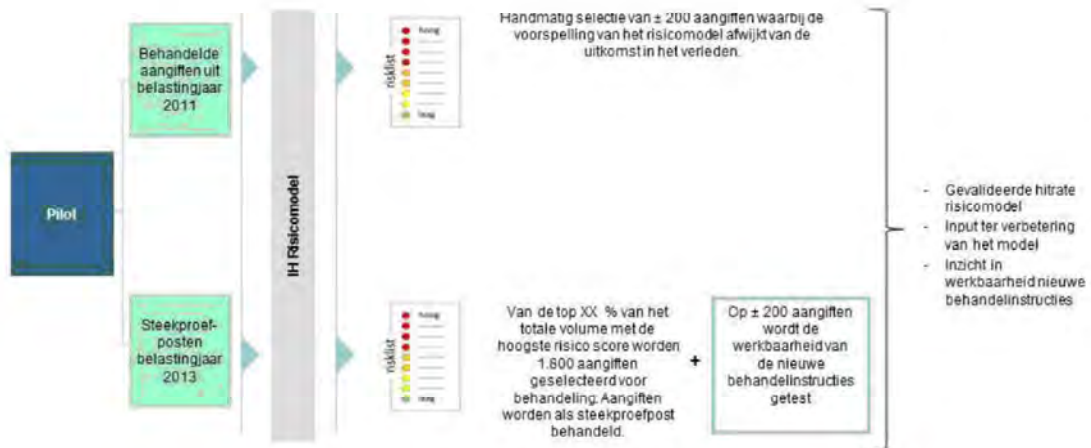 Handmatig selectie van ± 200 aangiften waarbij de
voorspelling van het risicomodel afwijkt van de
uitkomst in het verleden.
Behandelde
aangiften uit
belastingjaar
2011
risklist
hoog
laag
Pilot
IH Risicomodel
- Gevalideerde hitrate
risicomodel
- Input ter verbetering
van het model
- Inzicht in
werkbaarheid nieuwe
behandelinstructies
Steekproef-
posten
belastingjaar
2013
risklist
hoog
laag
Van de top XX % van het
totale volume met de
hoogste risico score worden
1.800 aangiften
geselecteerd voor
behandeling. Aangiften
worden als steekproefpost
behandeld.
+
Op ± 200 aangiften
wordt de
werkbaarheid van
de nieuwe
behandelinstructies
getest